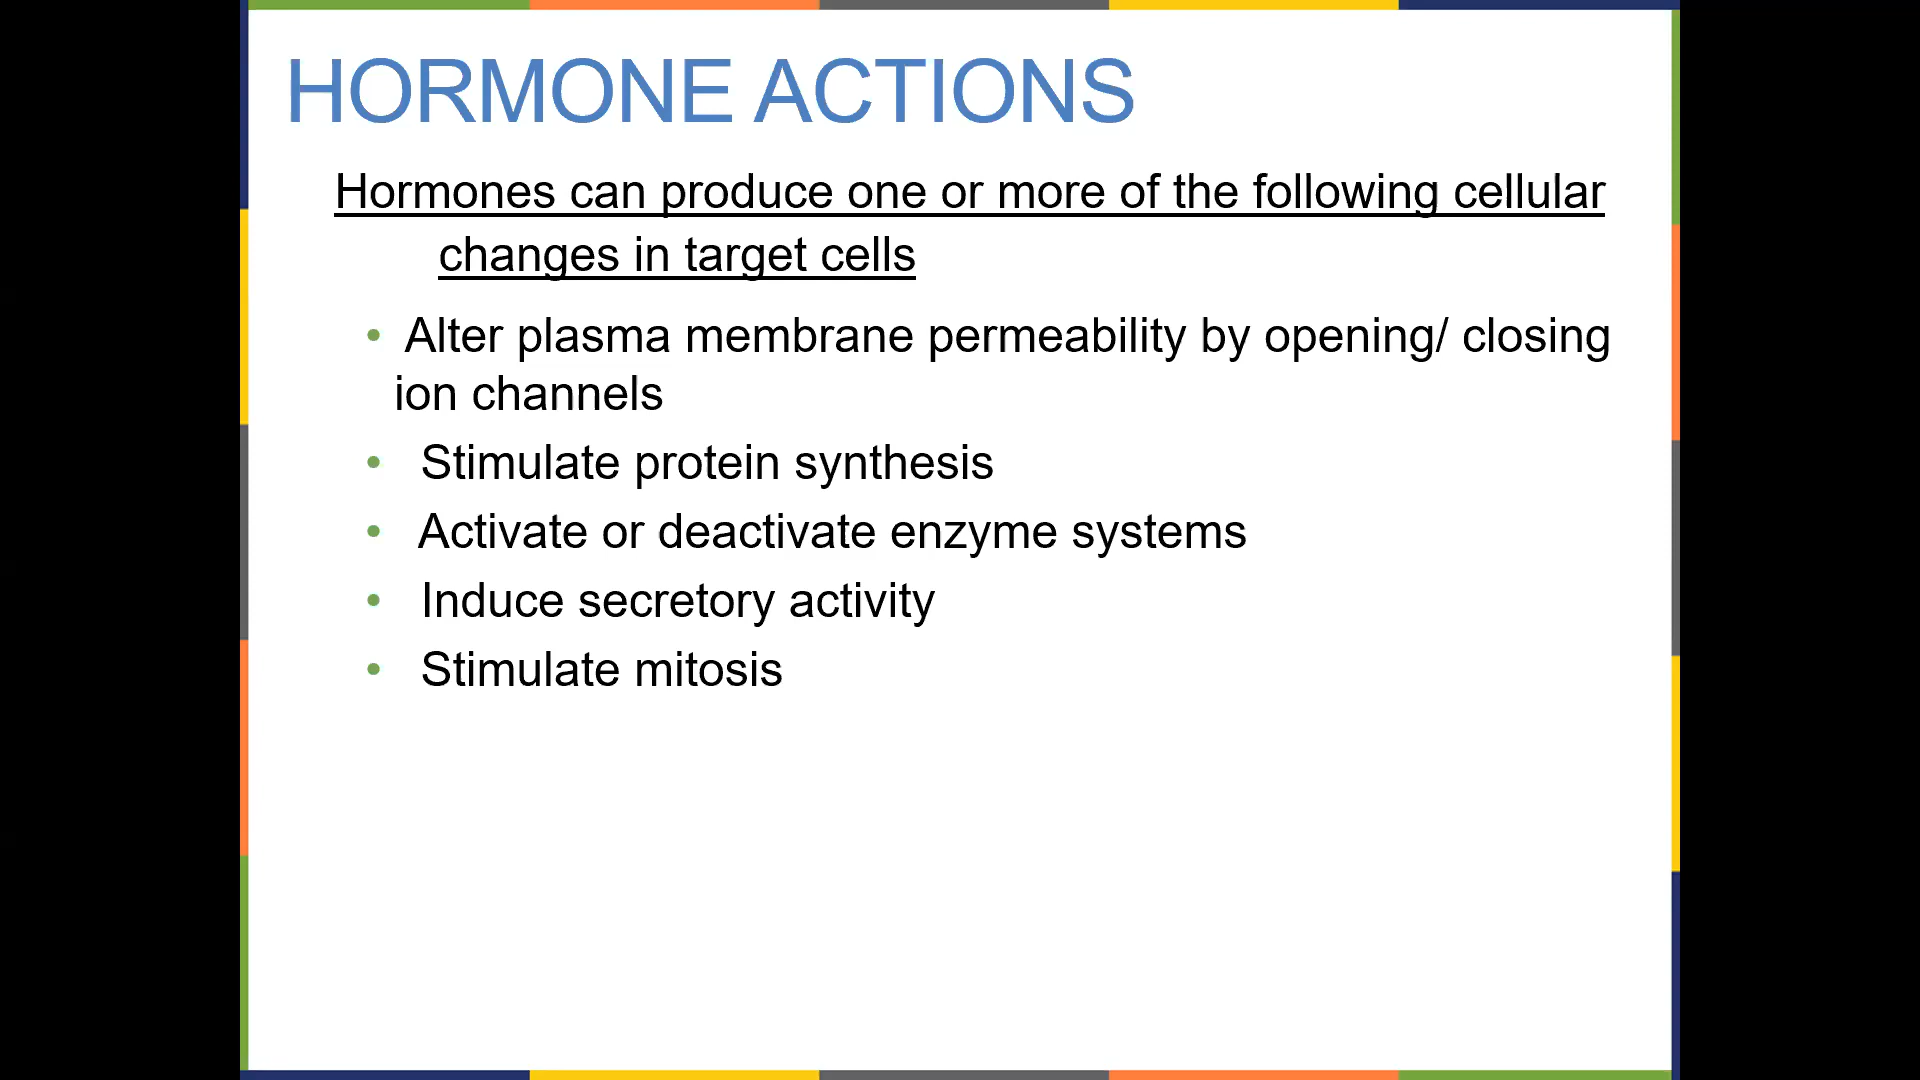 HORMONE ACTIONS
Hormones can produce one or more of the following cellular
changes in target cells
• Alter plasma membrane permeability by opening/ closing
ion channels
• Stimulate protein synthesis
• Activate or deactivate enzyme systems
• Induce secretory activity
• Stimulate mitosis